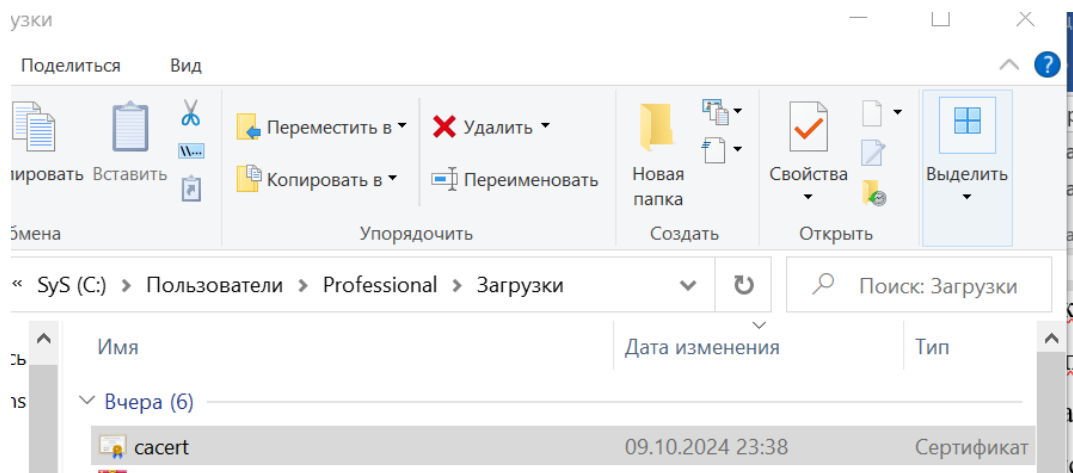 узки
Поделиться Вид
ировать Вставить
Переместить в
Удалить
Копировать в
Переименовать
Новая папка
Свойства
Выделить
бмена Упорядочить Создать Открыть
« SyS (C:) > Пользователи > Professional > Загрузки
Поиск: Загрузки
Имя Дата изменения Тип
Вчера (6)
cacert 09.10.2024 23:38 Сертификат